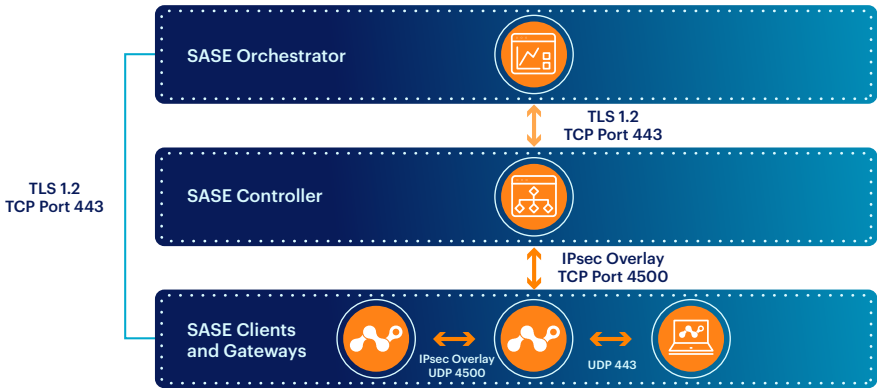 SASE Orchestrator
TLS 1.2
TCP Port 443
TLS 1.2
TCP Port 443
SASE Controller
IPsec Overlay
TCP Port 4500
SASE Clients
and Gateways
IPsec Overlay
UDP 4500
UDP 443